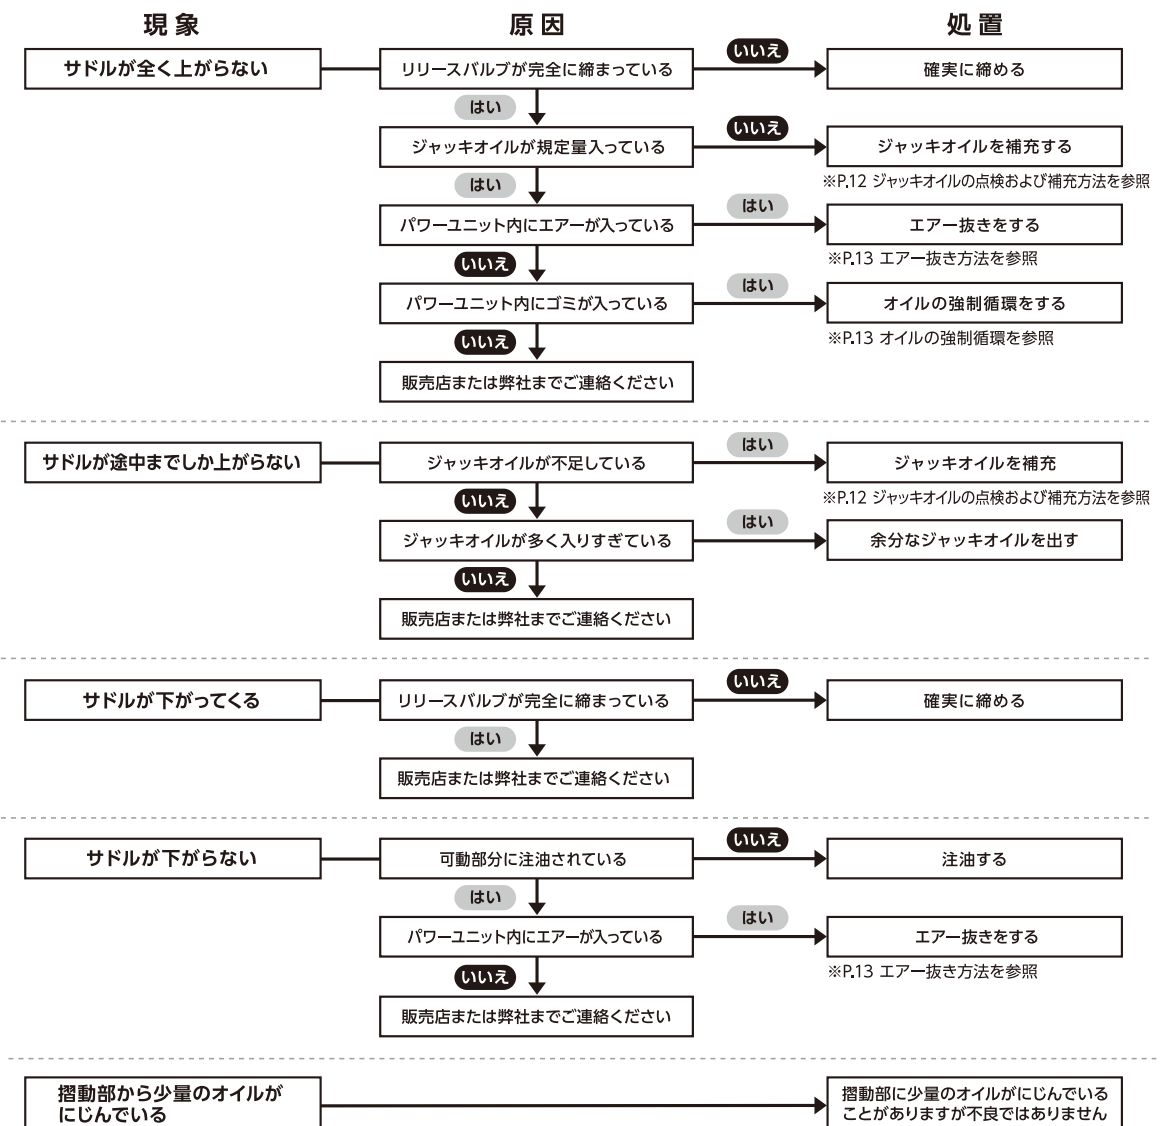 現象 原因 処置
サドルが全く上がらない リリースバルブが完全に締まっている いいえ 確実に締める
はい
ジャッキオイルが規定量入っている いいえ ジャッキオイルを補充する
はい ※P.12 ジャッキオイルの点検および補充方法を参照
パワーユニット内にエアーが入っている はい エアー抜きをする
いいえ ※P.13 エアー抜き方法を参照
パワーユニット内にゴミが入っている はい オイルの強制循環をする
いいえ ※P.13 オイルの強制循環を参照
販売店または弊社までご連絡ください
サドルが途中までしか上がらない ジャッキオイルが不足している はい ジャッキオイルを補充
いいえ ※P.12 ジャッキオイルの点検および補充方法を参照
ジャッキオイルが多く入りすぎている はい 余分なジャッキオイルを出す
いいえ
販売店または弊社までご連絡ください
サドルが下がってくる リリースバルブが完全に締まっている いいえ 確実に締める
はい
販売店または弊社までご連絡ください
サドルが下がらない 可動部分に注油されている いいえ 注油する
はい
パワーユニット内にエアーが入っている はい エアー抜きをする
いいえ ※P.13 エアー抜き方法を参照
販売店または弊社までご連絡ください
摺動部から少量のオイルが
にじんでいる
摺動部に少量のオイルがにじんでいる
ことがありますが不良ではありません